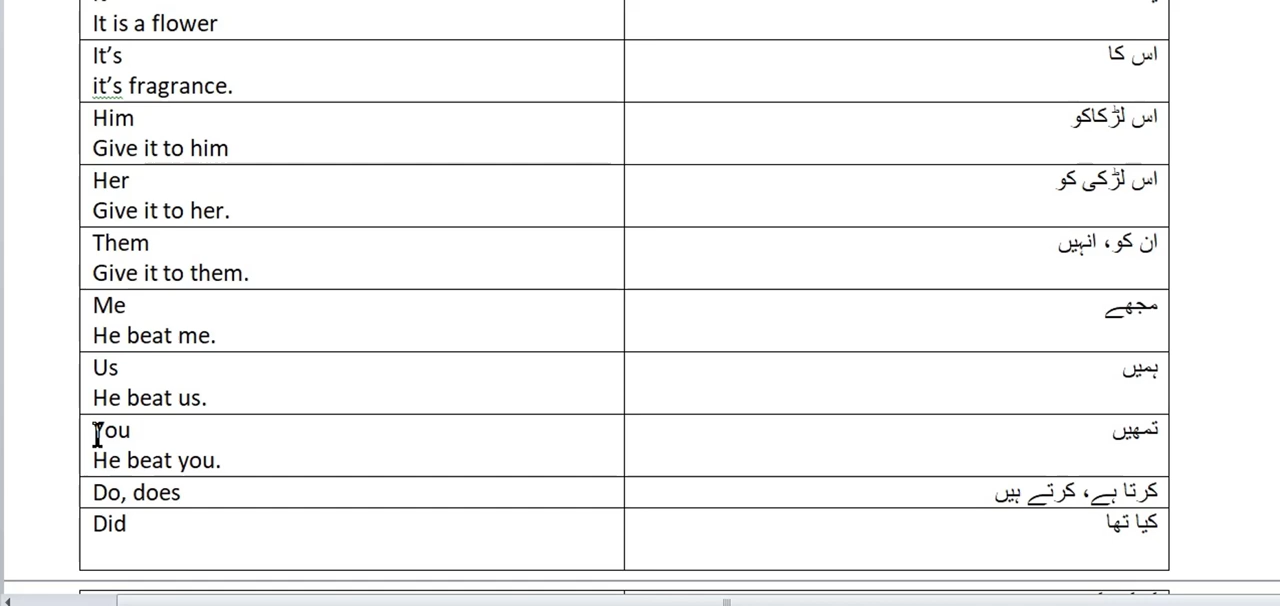 It is a flower
It's
اس کا
it's fragrance.
Him
اس لڑکاکو
Give it to him
Her
اس لڑکی کو
Give it to her.
Them
ان کو، انہیں
Give it to them.
Me
مجھے
He beat me.
Us
ہمیں
He beat us.
You
تمھیں
He beat you.
Do, does
کرتا ہے، کرتے ہیں
Did
کیا تھا